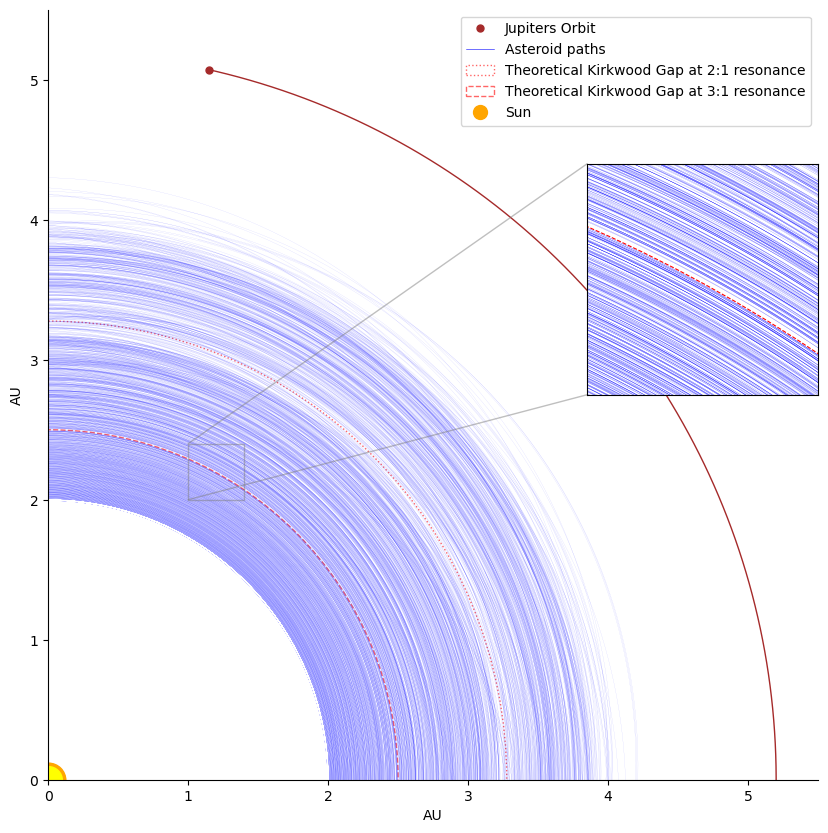 Jupiters Orbit
Asteroid paths
Theoretical Kirkwood Gap at 2:1 resonance
Theoretical Kirkwood Gap at 3:1 resonance
Sun
5
4
3
AU
2
1
0
0 1 2 3 4 5
AU